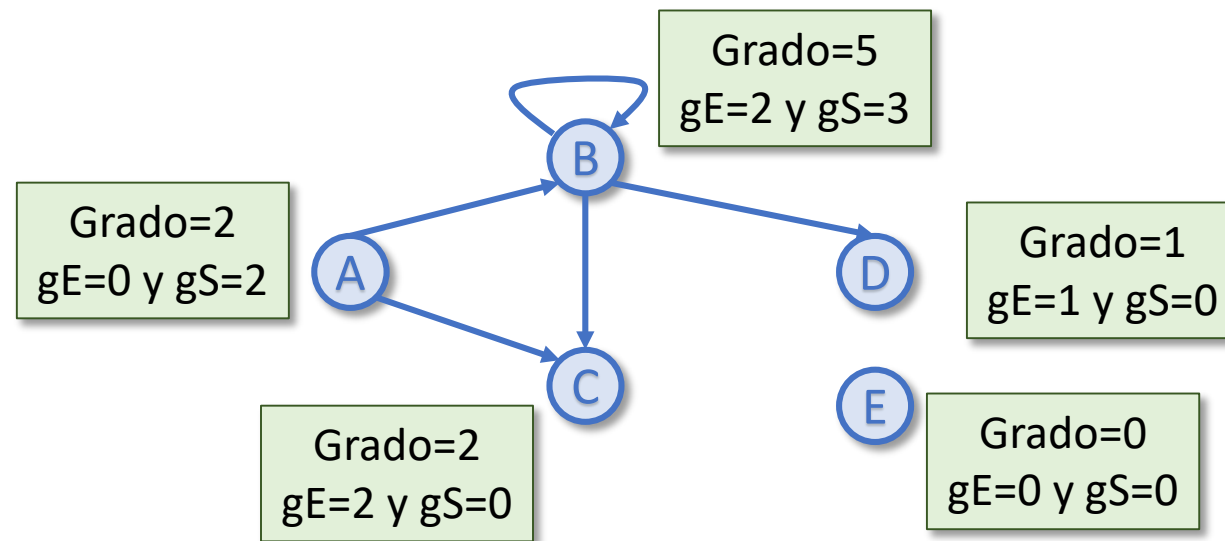 Grado=5
gE=2 y gS=3
B
Grado=2
gE=0 y gS=2
A
D
Grado=1
gE=1 y gS=0
C
E
Grado=2
gE=2 y gS=0
Grado=0
gE=0 y gS=0